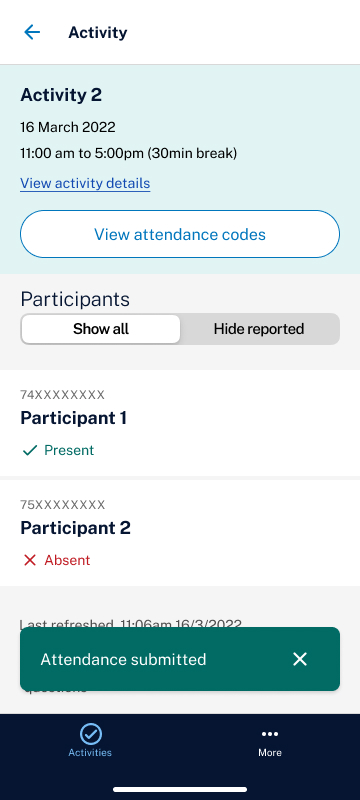 Activity
Activity 2
16 March 2022
11:00 am to 5:00pm (30min break)
View activity details
View attendance codes
Participants
Show all
Hide reported
74XXXXXXXX
Participant 1
Present
75XXXXXXXX
Participant 2
Absent
Last refreshed 11:06am 16/3/2022
Attendance submitted
questions
Activities
More